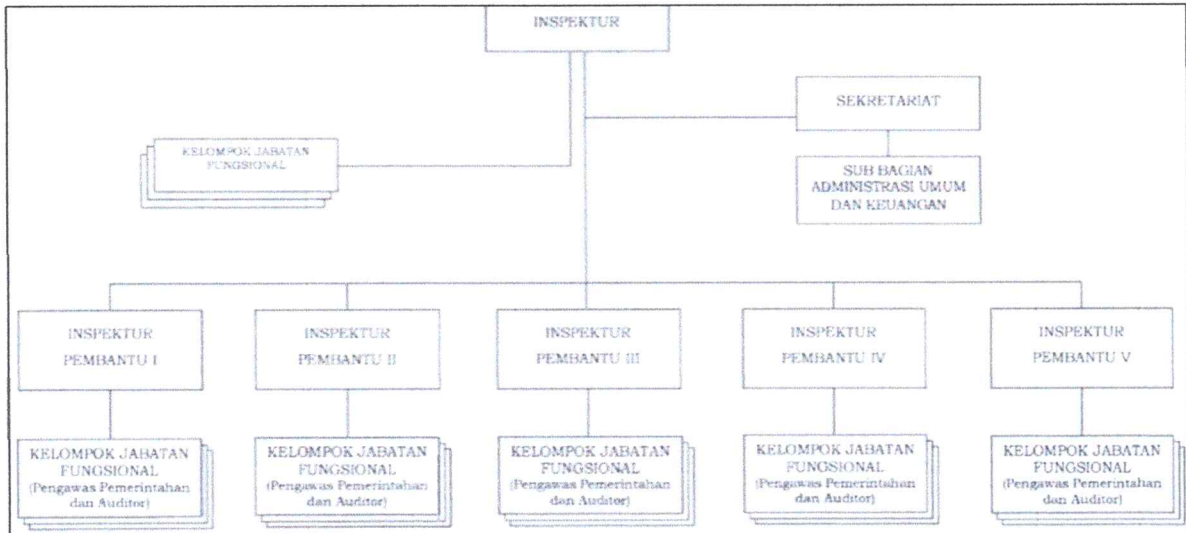 INSPEKTUR
SEKRETARIAT
KELOMPOK JABATAN
FUNGSIONAL
SUB BAGIAN
ADMINISTRASI UMUM
DAN KEUANGAN
INSPEKTUR
PEMBANTU I
INSPEKTUR
PEMBANTU II
INSPEKTUR
PEMBANTU III
INSPEKTUR
PEMBANTU IV
INSPEKTUR
PEMBANTU V
KELOMPOK JABATAN
FUNGSIONAL
(Pengawas Pemerintahan
dan Auditor)
KELOMPOK JABATAN
FUNGSIONAL
(Pengawas Pemerintahan
dan Auditor)
KELOMPOK JABATAN
FUNGSIONAL
(Pengawas Pemerintahan
dan Auditor)
KELOMPOK JABATAN
FUNGSIONAL
(Pengawas Pemerintahan
dan Auditor)
KELOMPOK JABATAN
FUNGSIONAL
(Pengawas Pemerintahan
dan Auditor)